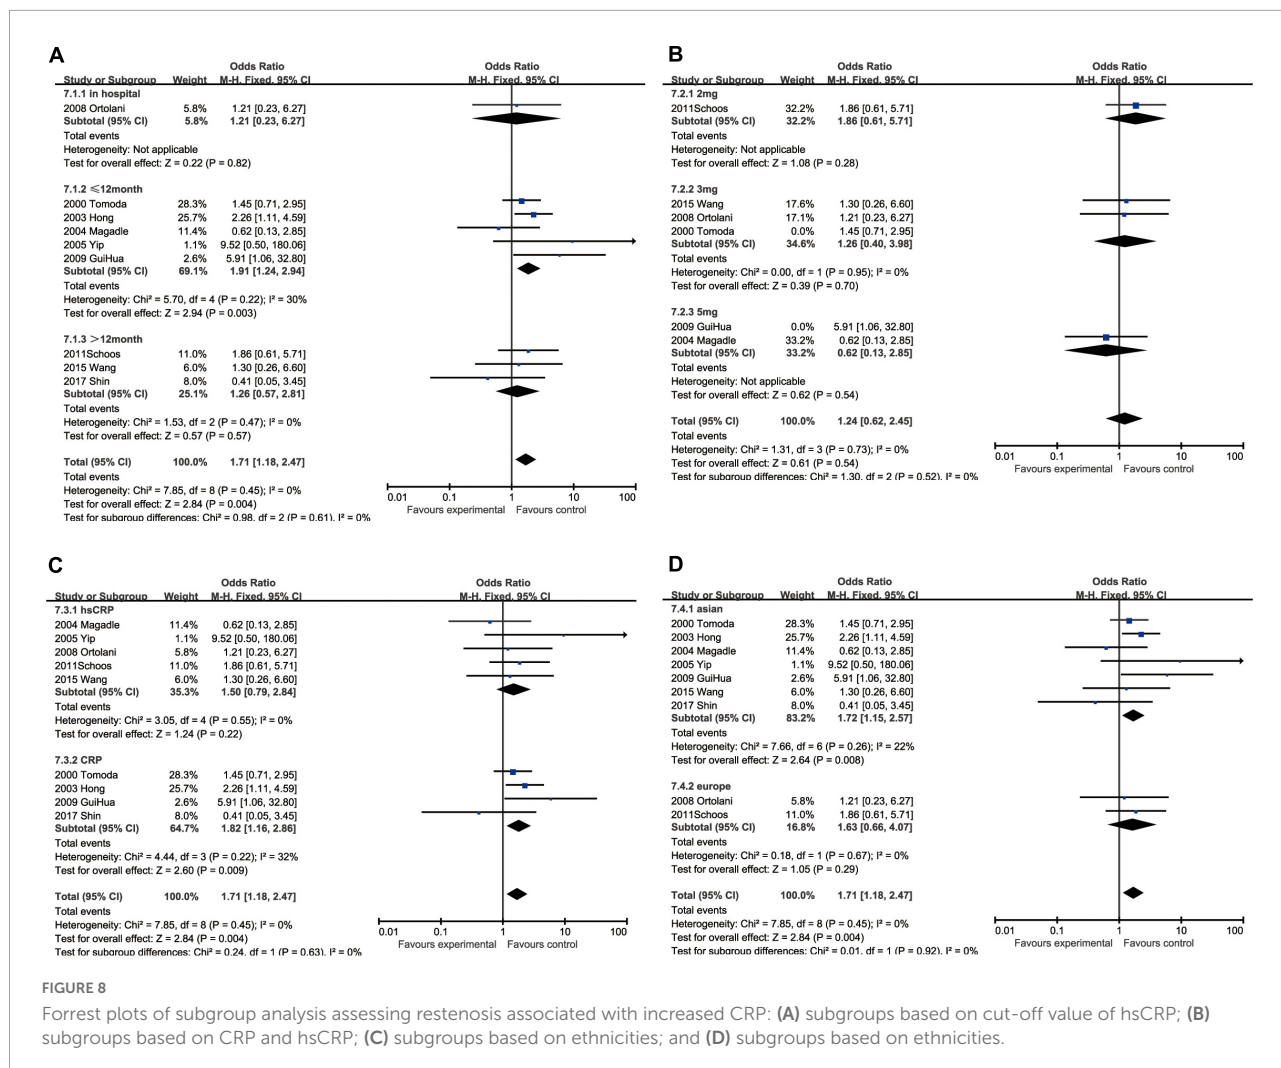 A
Odds Ratio Odds Ratio
Study or Subgroup Weight M-H. Fixed. 95% CI M-H. Fixed. 95% CI
7.1.1 in hospital
2008 Ortolani 5.8% 1.21 [0.23, 6.27]
Subtotal (95% CI) 5.8% 1.21 [0.23, 6.27]
Total events
Heterogeneity: Not applicable
Test for overall effect: Z = 0.22 (P = 0.82)
7.1.2 ≤12month
2000 Tomoda 28.3% 1.45 [0.71, 2.95]
2003 Hong 25.7% 2.26 [1.11, 4.59]
2004 Magadle 11.4% 0.62 [0.13, 2.85]
2005 Yip 1.1% 9.52 [0.50, 180.06]
2009 GuiHua 2.6% 5.91 [1.06, 32.80]
Subtotal (95% CI) 69.1% 1.91 [1.24, 2.94]
Total events
Heterogeneity: Chi² = 5.70, df = 4 (P = 0.22); I² = 30%
Test for overall effect: Z = 2.94 (P = 0.003)
7.1.3 >12month
2011Schoos 11.0% 1.86 [0.61, 5.71]
2015 Wang 6.0% 1.30 [0.26, 6.60]
2017 Shin 8.0% 0.41 [0.05, 3.45]
Subtotal (95% CI) 25.1% 1.26 [0.57, 2.81]
Total events
Heterogeneity: Chi² = 1.53, df = 2 (P = 0.47); I² = 0%
Test for overall effect: Z = 0.57 (P = 0.57)
Total (95% CI) 100.0% 1.71 [1.18, 2.47]
Total events
Heterogeneity: Chi² = 7.85, df = 8 (P = 0.45); I² = 0%
Test for overall effect: Z = 2.84 (P = 0.004)
Test for subgroup differences: Chi² = 0.98. df = 2 (P = 0.61). I² = 0%
0.01 0.1 1 10 100
Favours experimental Favours control
B
Odds Ratio Odds Ratio
Study or Subgroup Weight M-H. Fixed. 95% CI M-H. Fixed. 95% CI
7.2.1 2mg
2011Schoos 32.2% 1.86 [0.61, 5.71]
Subtotal (95% CI) 32.2% 1.86 [0.61, 5.71]
Total events
Heterogeneity: Not applicable
Test for overall effect: Z = 1.08 (P = 0.28)
7.2.2 3mg
2015 Wang 17.6% 1.30 [0.26, 6.60]
2008 Ortolani 17.1% 1.21 [0.23, 6.27]
2000 Tomoda 0.0% 1.45 [0.71, 2.95]
Subtotal (95% CI) 34.6% 1.26 [0.40, 3.98]
Total events
Heterogeneity: Chi² = 0.00, df = 1 (P = 0.95); I² = 0%
Test for overall effect: Z = 0.39 (P = 0.70)
7.2.3 5mg
2009 GuiHua 0.0% 5.91 [1.06, 32.80]
2004 Magadle 33.2% 0.62 [0.13, 2.85]
Subtotal (95% CI) 33.2% 0.62 [0.13, 2.85]
Total events
Heterogeneity: Not applicable
Test for overall effect: Z = 0.62 (P = 0.54)
Total (95% CI) 100.0% 1.24 [0.62, 2.45]
Total events
Heterogeneity: Chi² = 1.31, df = 3 (P = 0.73); I² = 0%
Test for overall effect: Z = 0.61 (P = 0.54)
Test for subgroup differences: Chi² = 1.30. df = 2 (P = 0.52). I² = 0%
0.01 0.1 1 10 100
Favours experimental Favours control
C
Odds Ratio Odds Ratio
Study or Subgroup Weight M-H. Fixed. 95% CI M-H. Fixed. 95% CI
7.3.1 hsCRP
2004 Magadle 11.4% 0.62 [0.13, 2.85]
2005 Yip 1.1% 9.52 [0.50, 180.06]
2008 Ortolani 5.8% 1.21 [0.23, 6.27]
2011Schoos 11.0% 1.86 [0.61, 5.71]
2015 Wang 6.0% 1.30 [0.26, 6.60]
Subtotal (95% CI) 35.3% 1.50 [0.79, 2.84]
Total events
Heterogeneity: Chi² = 3.05, df = 4 (P = 0.55); I² = 0%
Test for overall effect: Z = 1.24 (P = 0.22)
7.3.2 CRP
2000 Tomoda 28.3% 1.45 [0.71, 2.95]
2003 Hong 25.7% 2.26 [1.11, 4.59]
2009 GuiHua 2.6% 5.91 [1.06, 32.80]
2017 Shin 8.0% 0.41 [0.05, 3.45]
Subtotal (95% CI) 64.7% 1.82 [1.16, 2.86]
Total events
Heterogeneity: Chi² = 4.44, df = 3 (P = 0.22); I² = 32%
Test for overall effect: Z = 2.60 (P = 0.009)
Total (95% CI) 100.0% 1.71 [1.18, 2.47]
Total events
Heterogeneity: Chi² = 7.85, df = 8 (P = 0.45); I² = 0%
Test for overall effect: Z = 2.84 (P = 0.004)
Test for subgroup differences: Chi² = 0.24. df = 1 (P = 0.63). I² = 0%
0.01 0.1 1 10 100
Favours experimental Favours control
D
Odds Ratio Odds Ratio
Study or Subgroup Weight M-H. Fixed. 95% CI M-H. Fixed. 95% CI
7.4.1 asian
2000 Tomoda 28.3% 1.45 [0.71, 2.95]
2003 Hong 25.7% 2.26 [1.11, 4.59]
2004 Magadle 11.4% 0.62 [0.13, 2.85]
2005 Yip 1.1% 9.52 [0.50, 180.06]
2009 GuiHua 2.6% 5.91 [1.06, 32.80]
2015 Wang 6.0% 1.30 [0.26, 6.60]
2017 Shin 8.0% 0.41 [0.05, 3.45]
Subtotal (95% CI) 83.2% 1.72 [1.15, 2.57]
Total events
Heterogeneity: Chi² = 7.66, df = 6 (P = 0.26); I² = 22%
Test for overall effect: Z = 2.64 (P = 0.008)
7.4.2 europe
2008 Ortolani 5.8% 1.21 [0.23, 6.27]
2011Schoos 11.0% 1.86 [0.61, 5.71]
Subtotal (95% CI) 16.8% 1.63 [0.66, 4.07]
Total events
Heterogeneity: Chi² = 0.18, df = 1 (P = 0.67); I² = 0%
Test for overall effect: Z = 1.05 (P = 0.29)
Total (95% CI) 100.0% 1.71 [1.18, 2.47]
Total events
Heterogeneity: Chi² = 7.85, df = 8 (P = 0.45); I² = 0%
Test for overall effect: Z = 2.84 (P = 0.004)
Test for subgroup differences: Chi² = 0.01. df = 1 (P = 0.92). I² = 0%
0.01 0.1 1 10 100
Favours experimental Favours control
FIGURE 8
Forrest plots of subgroup analysis assessing restenosis associated with increased CRP: (A) subgroups based on cut-off value of hsCRP; (B)
subgroups based on CRP and hsCRP; (C) subgroups based on ethnicities; and (D) subgroups based on ethnicities.